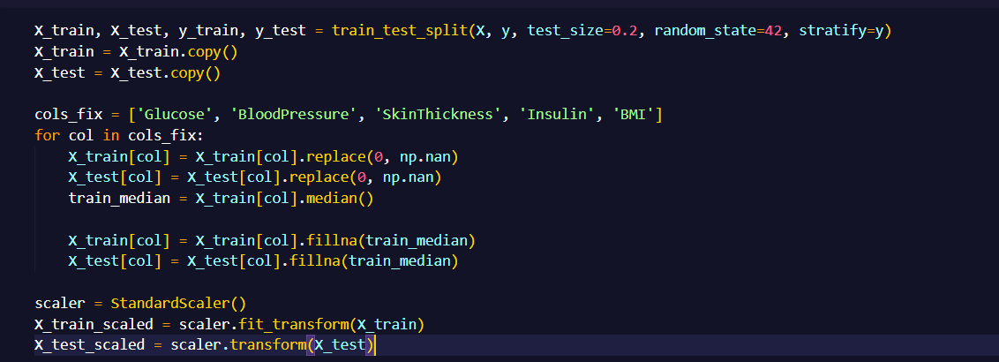 X_train, X_test, y_train, y_test = train_test_split(X, y, test_size=0.2, random_state=42, stratify=y)
X_train = X_train.copy()
X_test = X_test.copy()

cols_fix = ['Glucose', 'BloodPressure', 'SkinThickness', 'Insulin', 'BMI']
for col in cols_fix:
    X_train[col] = X_train[col].replace(0, np.nan)
    X_test[col] = X_test[col].replace(0, np.nan)
    train_median = X_train[col].median()

    X_train[col] = X_train[col].fillna(train_median)
    X_test[col] = X_test[col].fillna(train_median)

scaler = StandardScaler()
X_train_scaled = scaler.fit_transform(X_train)
X_test_scaled = scaler.transform(X_test)